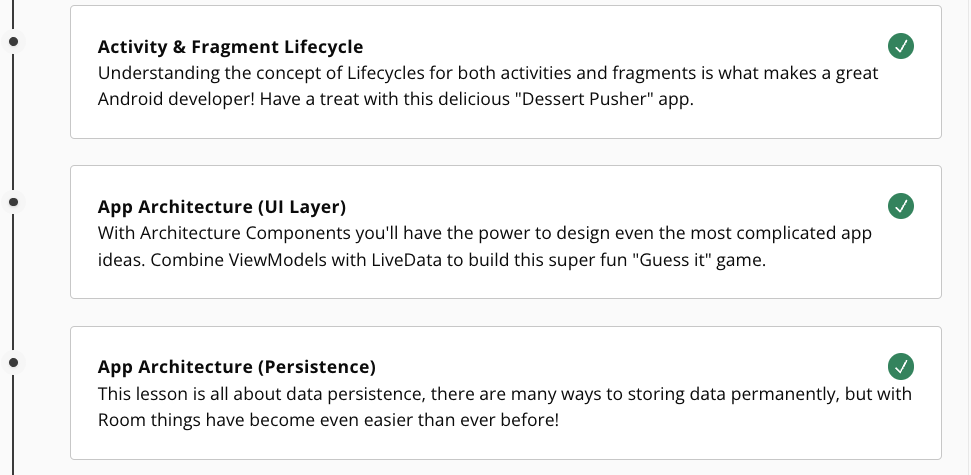 Activity & Fragment Lifecycle
Understanding the concept of Lifecycles for both activities and fragments is what makes a great
Android developer! Have a treat with this delicious "Dessert Pusher" app.
App Architecture (UI Layer)
With Architecture Components you'll have the power to design even the most complicated app
ideas. Combine ViewModels with LiveData to build this super fun "Guess it" game.
App Architecture (Persistence)
This lesson is all about data persistence, there are many ways to storing data permanently, but with
Room things have become even easier than ever before!